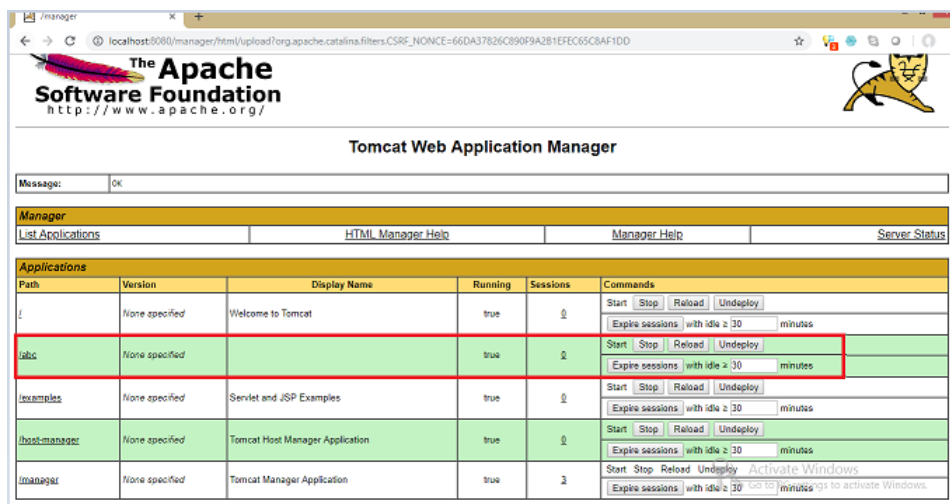 /manager
localhost:8080/manager/html/upload?org.apache.catalina.filters.CSRF_NONCE=66DA37826C890F9A2B1EFEC65C8AF1DD
The Apache
Software Foundation
http://www.apache.org/
Tomcat Web Application Manager
Message: OK
Manager
List Applications HTML Manager Help Manager Help Server Status
Applications
Path Version Display Name Running Sessions Commands
/ None specified Welcome to Tomcat true 0 Start Stop Reload Undeploy
Expire sessions with idle ≥ 30 minutes
/abc None specified true 0 Start Stop Reload Undeploy
Expire sessions with idle ≥ 30 minutes
/examples None specified Servlet and JSP Examples true 0 Start Stop Reload Undeploy
Expire sessions with idle ≥ 30 minutes
/host-manager None specified Tomcat Host Manager Application true 0 Start Stop Reload Undeploy
Expire sessions with idle ≥ 30 minutes
/manager None specified Tomcat Manager Application true 3 Start Stop Reload Undeploy
Expire sessions with idle ≥ 30 minutes
Activate Windows
Go to PC settings to activate Windows.